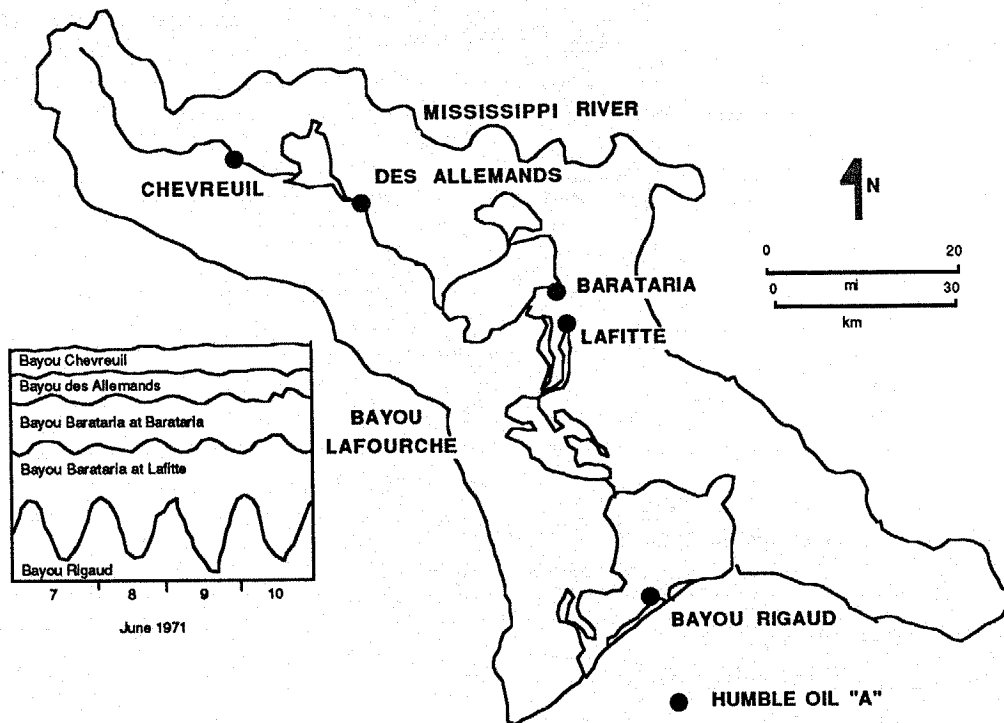 MISSISSIPPI RIVER
CHEVREUIL
DES ALLEMANDS
N
0 20
mi
0 30
km
BARATARIA
LAFITTE
Bayou Chevreuil
Bayou des Allemands
Bayou Barataria at Barataria
Bayou Barataria at Lafitte
Bayou Rigaud
7 8 9 10
June 1971
BAYOU
LAFOURCHE
BAYOU RIGAUD
HUMBLE OIL "A"